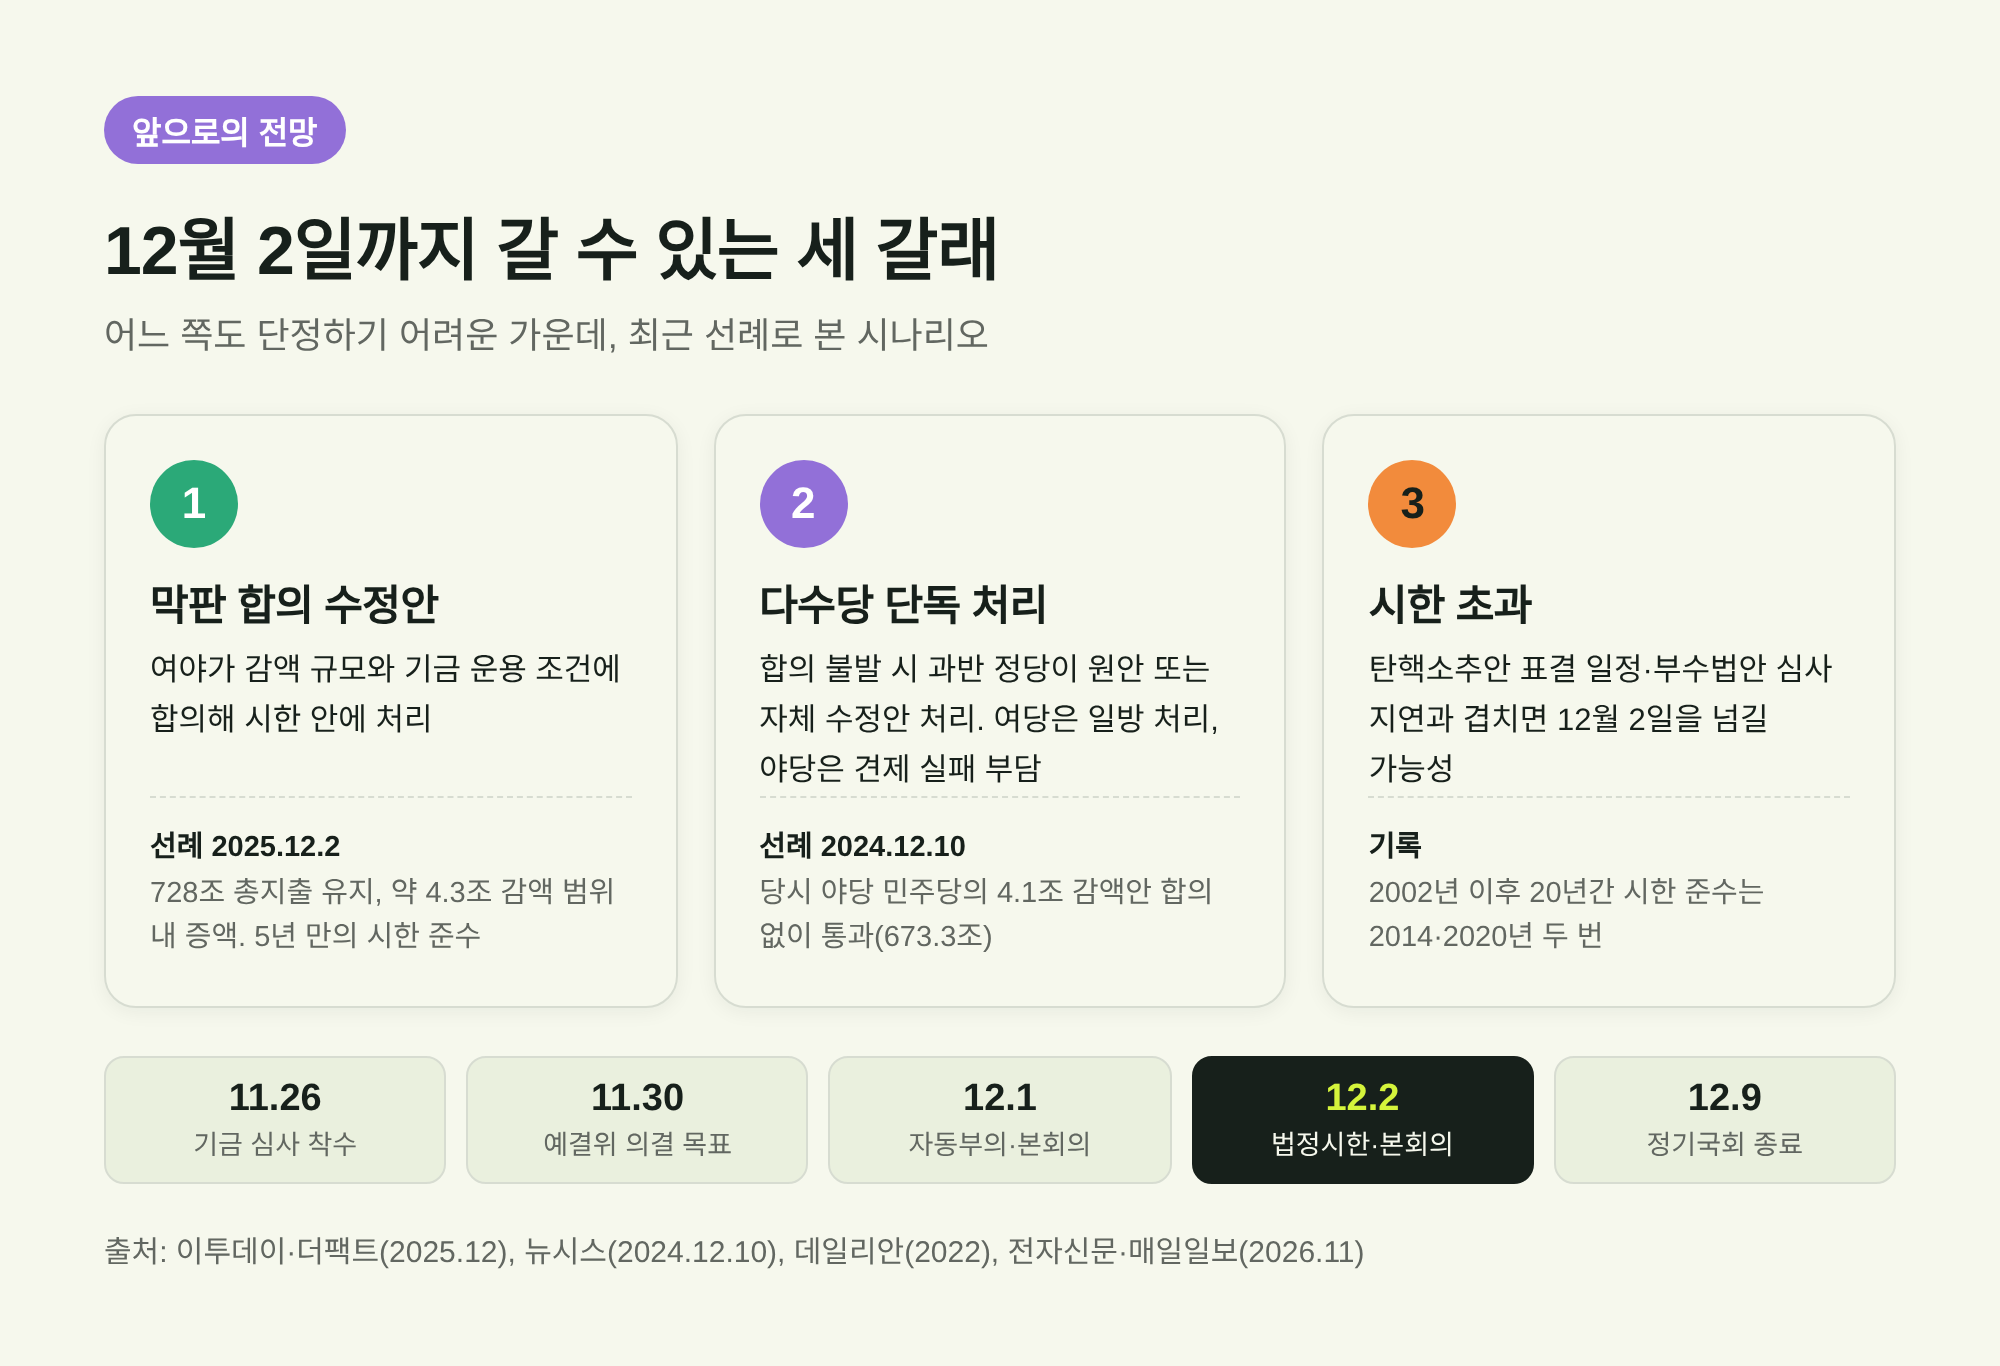 앞으로의 전망
12월 2일까지 갈 수 있는 세 갈래
어느 쪽도 단정하기 어려운 가운데, 최근 선례로 본 시나리오
1
막판 합의 수정안
여야가 감액 규모와 기금 운용 조건에
합의해 시한 안에 처리
선례 2025.12.2
728조 총지출 유지, 약 4.3조 감액 범위
내 증액. 5년 만의 시한 준수
2
다수당 단독 처리
합의 불발 시 과반 정당이 원안 또는
자체 수정안 처리. 여당은 일방 처리,
야당은 견제 실패 부담
선례 2024.12.10
당시 야당 민주당의 4.1조 감액안 합의
없이 통과(673.3조)
3
시한 초과
탄핵소추안 표결 일정·부수법안 심사
지연과 겹치면 12월 2일을 넘길
가능성
기록
2002년 이후 20년간 시한 준수는
2014·2020년 두 번
11.26
기금 심사 착수
11.30
예결위 의결 목표
12.1
자동부의·본회의
12.2
법정시한·본회의
12.9
정기국회 종료
출처: 이투데이·더팩트(2025.12), 뉴시스(2024.12.10), 데일리안(2022), 전자신문·매일일보(2026.11)